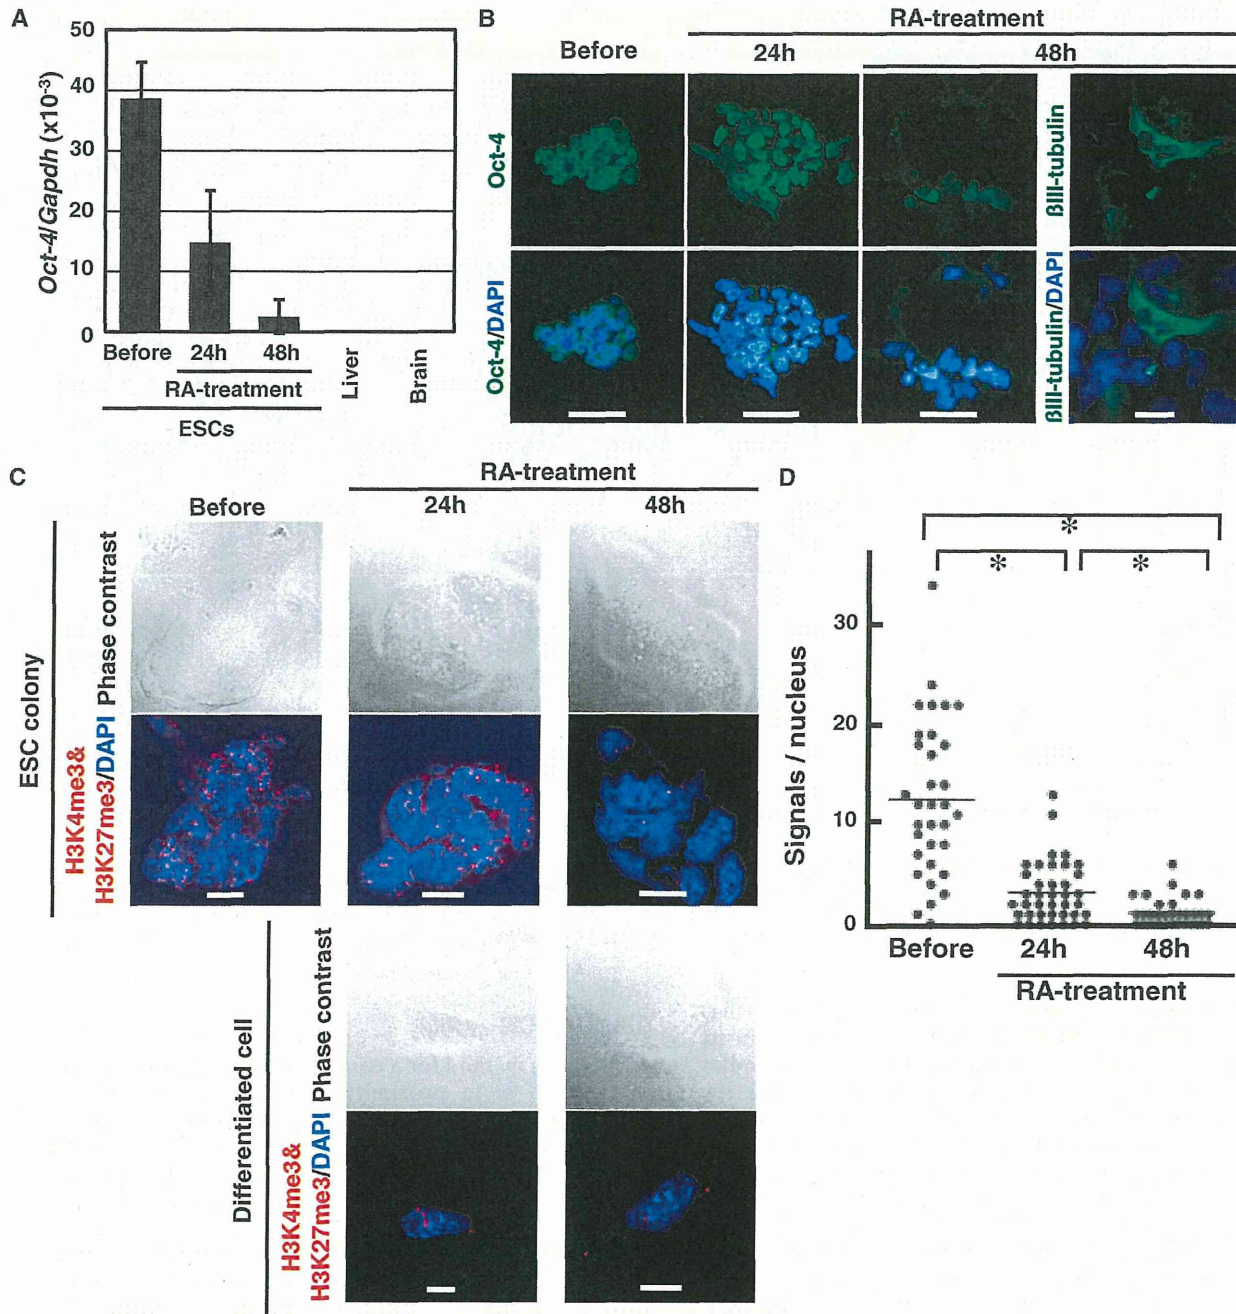 A
50
40
30
20
10
0
Oct-4/Gapdh (x10-3)
Before
24h
48h
RA-treatment
ESCs
Liver
Brain
B
RA-treatment
Before
24h
48h
Oct-4
Oct-4/DAPI
βIII-tubulin
βIII-tubulin/DAPI
C
RA-treatment
Before
24h
48h
ESC colony
Phase contrast
H3K4me3&
H3K27me3/DAPI
Differentiated cell
Phase contrast
H3K4me3&
H3K27me3/DAPI
D
*
*
*
30
20
10
0
Signals / nucleus
Before
24h
48h
RA-treatment